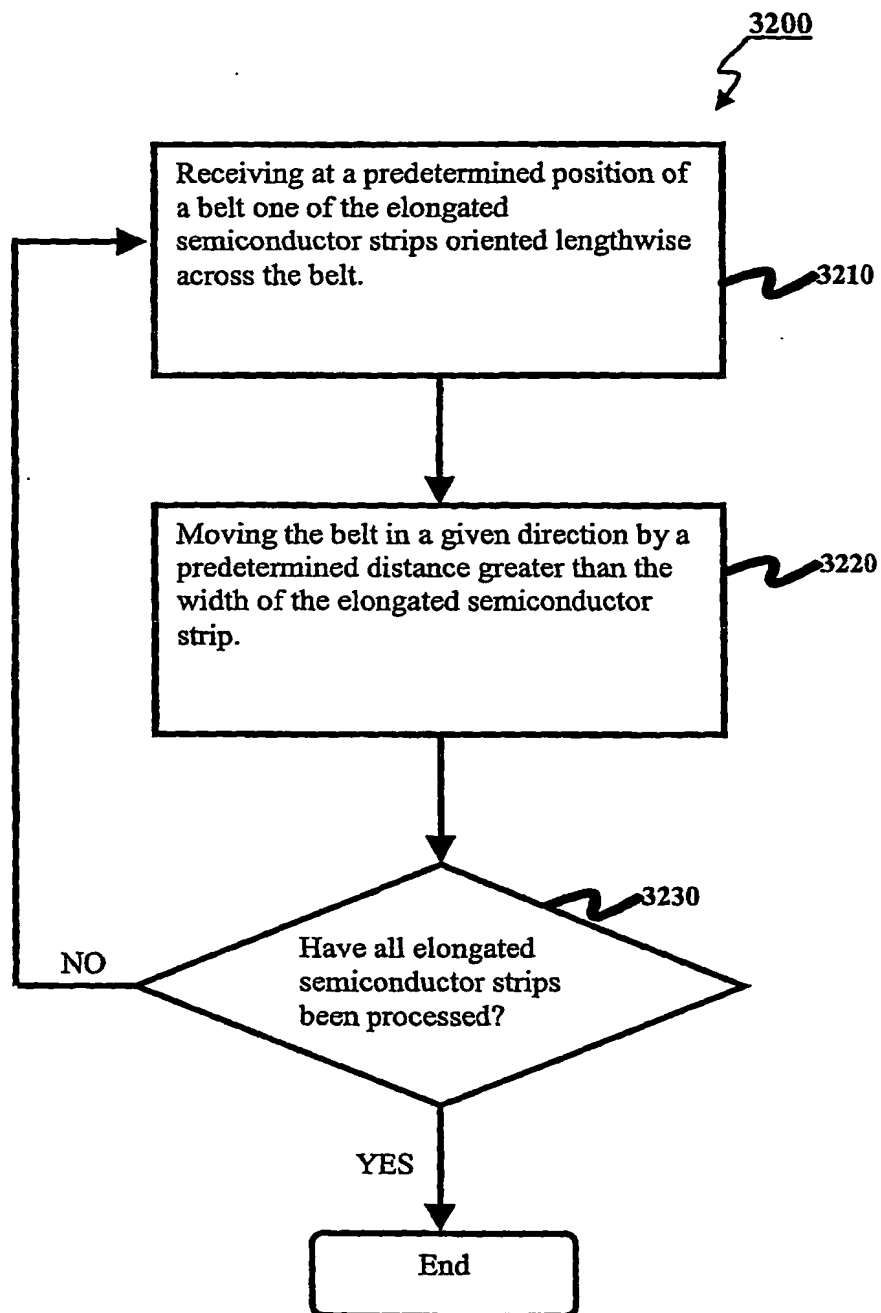 3200
Receiving at a predetermined position of
a belt one of the elongated
semiconductor strips oriented lengthwise
across the belt.
3210
Moving the belt in a given direction by a
predetermined distance greater than the
width of the elongated semiconductor
strip.
3220
3230
Have all elongated
semiconductor strips
been processed?
NO
YES
End